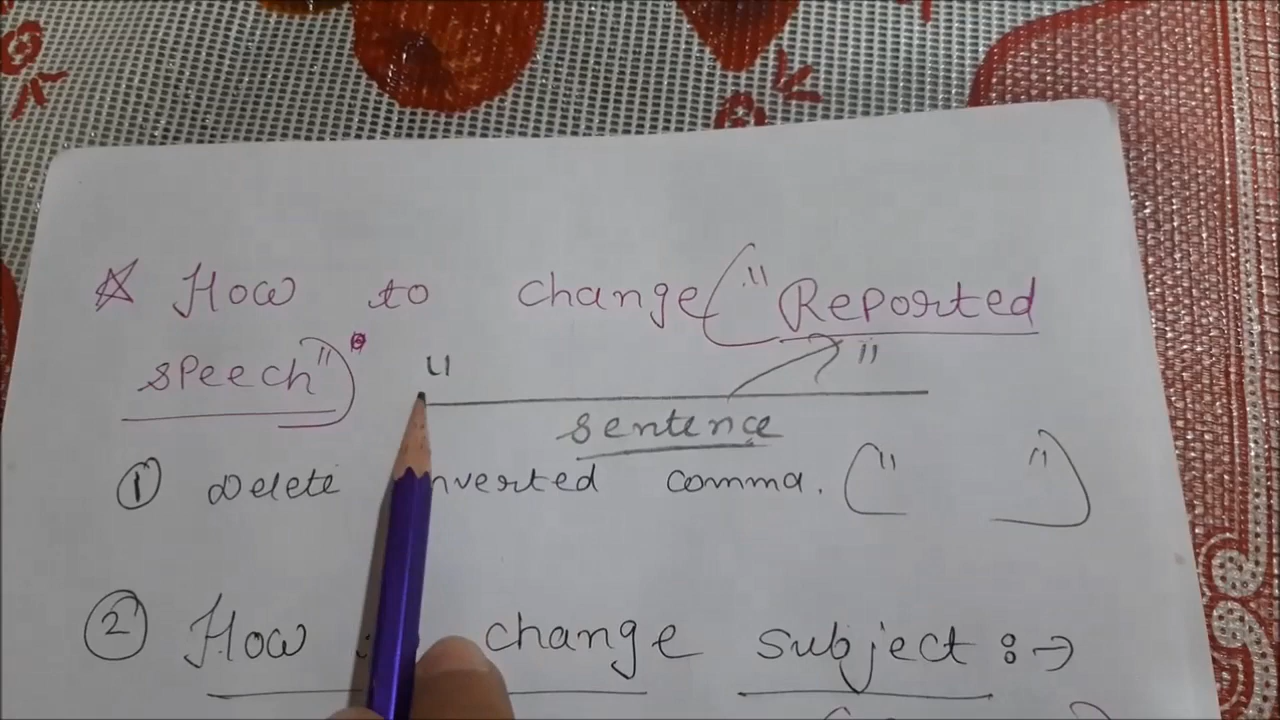 ☆ How to change ("Reported
speech")
" "
sentence
① Delete nverted comma. (" ")
② How change subject :→